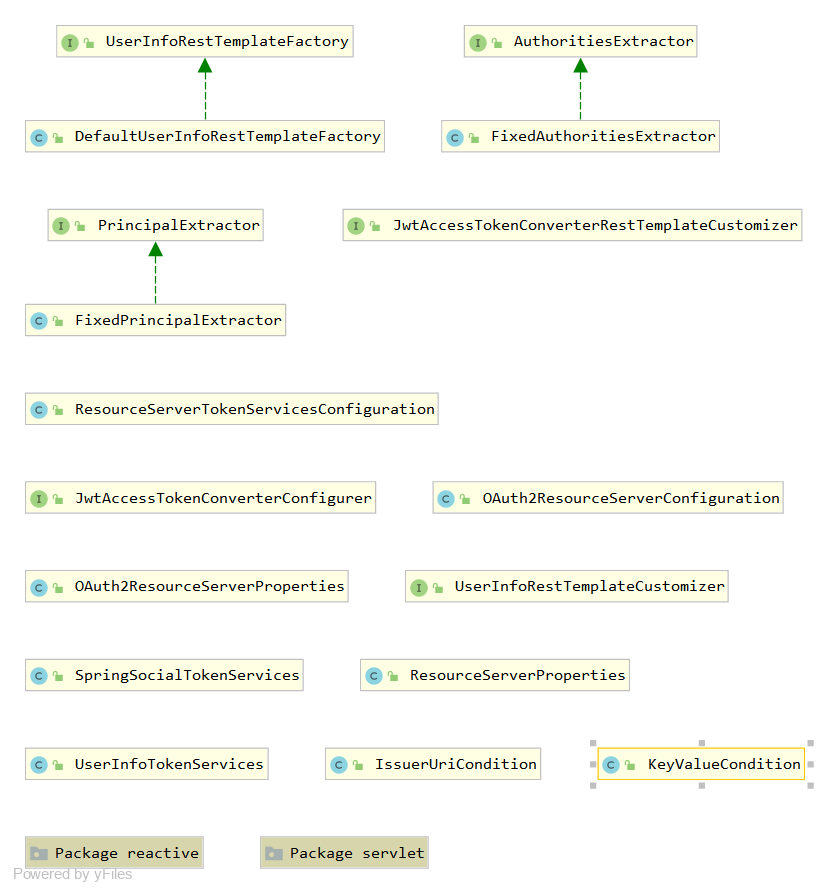 I UserInfoRestTemplateFactory
I AuthoritiesExtractor
C DefaultUserInfoRestTemplateFactory
C FixedAuthoritiesExtractor
I PrincipalExtractor
I JwtAccessTokenConverterRestTemplateCustomizer
C FixedPrincipalExtractor
C ResourceServerTokenServicesConfiguration
I JwtAccessTokenConverterConfigurer
C OAuth2ResourceServerConfiguration
C OAuth2ResourceServerProperties
I UserInfoRestTemplateCustomizer
C SpringSocialTokenServices
C ResourceServerProperties
C UserInfoTokenServices
C IssuerUriCondition
C KeyValueCondition
Package reactive
Package servlet
Powered by yFiles